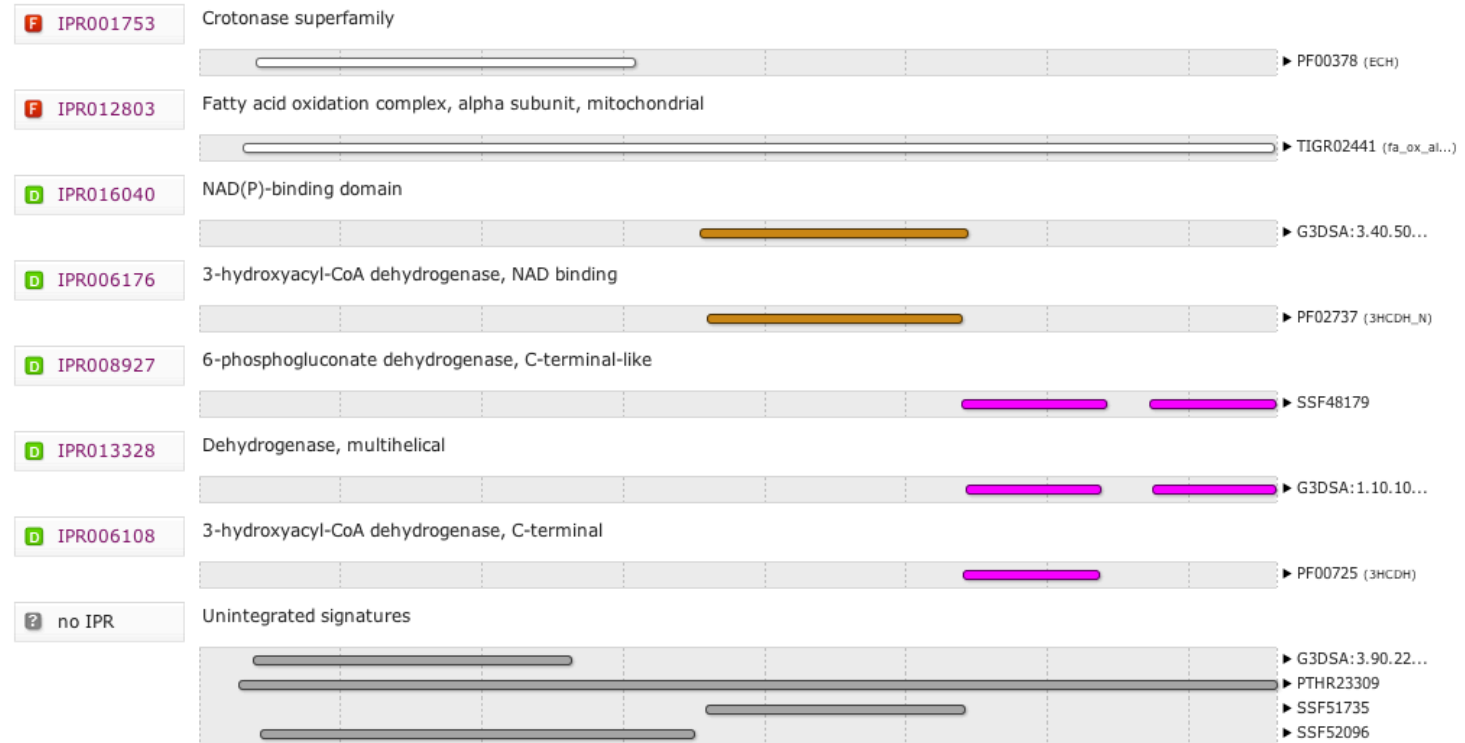 F IPR001753 Crotonase superfamily
PF00378 (ECH)
F IPR012803 Fatty acid oxidation complex, alpha subunit, mitochondrial
TIGR02441 (fa_ox_al...)
D IPR016040 NAD(P)-binding domain
G3DSA:3.40.50...
D IPR006176 3-hydroxyacyl-CoA dehydrogenase, NAD binding
PF02737 (3HCDH_N)
D IPR008927 6-phosphogluconate dehydrogenase, C-terminal-like
SSF48179
D IPR013328 Dehydrogenase, multihelical
G3DSA:1.10.10...
D IPR006108 3-hydroxyacyl-CoA dehydrogenase, C-terminal
PF00725 (3HCDH)
? no IPR Unintegrated signatures
G3DSA:3.90.22...
PTHR23309
SSF51735
SSF52096